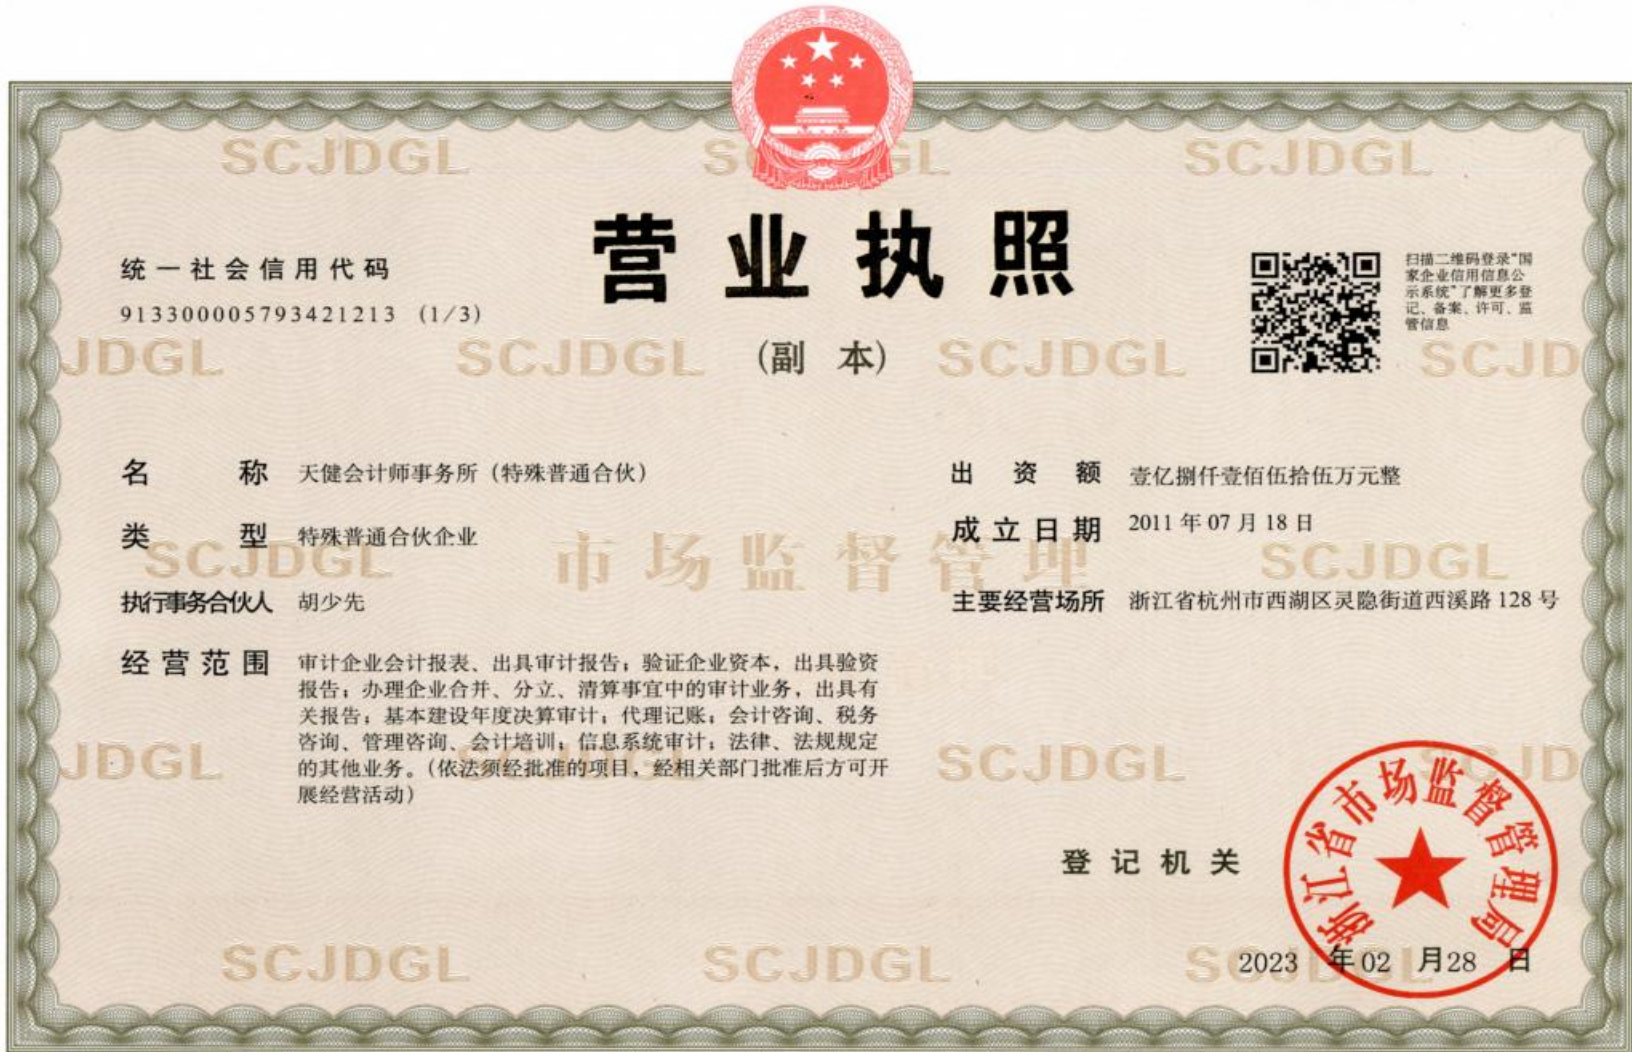 SCJDGL SCJDGL SCJDGL
营业执照
(副 本)
统一社会信用代码
913300005793421213 (1/3)
扫描二维码登录“国
家企业信用信息公
示系统”了解更多登
记、备案、许可、监
管信息
JDGL SCJDGL SCJDGL SCJD
名称 天健会计师事务所（特殊普通合伙）
类型 特殊普通合伙企业
执行事务合伙人 胡少先
经营范围 审计企业会计报表、出具审计报告；验证企业资本，出具验资
报告；办理企业合并、分立、清算事宜中的审计业务，出具有
关报告；基本建设年度决算审计；代理记账；会计咨询、税务
咨询、管理咨询、会计培训；信息系统审计；法律、法规规定
的其他业务。（依法须经批准的项目，经相关部门批准后方可开
展经营活动）
出资额 壹亿捌仟壹佰伍拾伍万元整
成立日期 2011年07月18日
主要经营场所 浙江省杭州市西湖区灵隐街道西溪路128号
SCJDGL 市场监督管理 SCJDGL
JDGL SCJDGL SCJDGL SCJD
登记机关
浙江省市场监督管理局
2023 年02 月28 日
SCJDGL SCJDGL SCJDGL